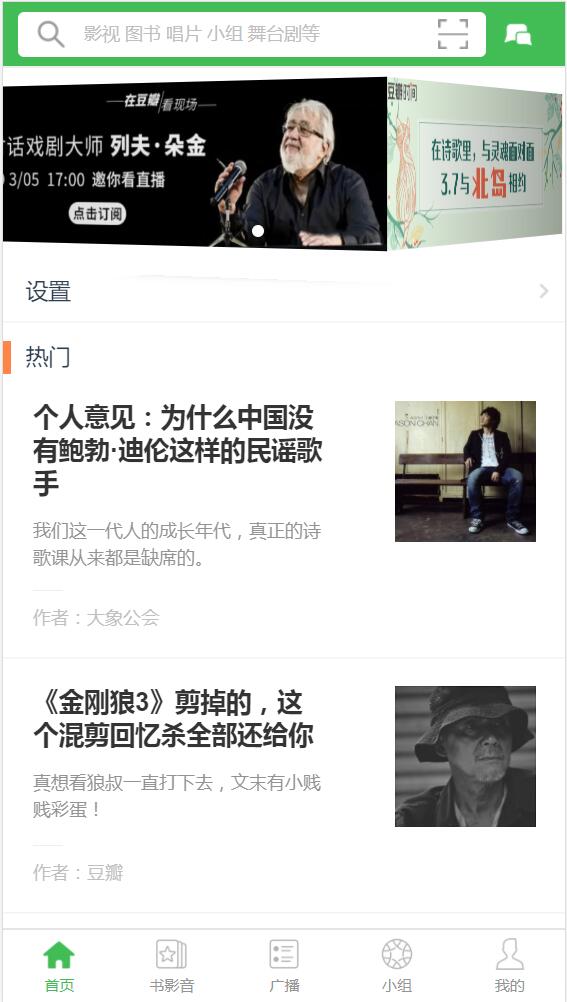 影视 图书 唱片 小组 舞台剧等
在豆瓣 看现场
话戏剧大师 列夫·朵金
3/05 17:00 邀你看直播
点击订阅
豆瓣时间
在诗歌里，与灵魂面对面
3.7与北岛相约
设置
热门
个人意见：为什么中国没
有鲍勃·迪伦这样的民谣歌
手
我们这一代人的成长年代，真正的诗
歌课从来都是缺席的。
作者：大象公会
ASON CHAN
《金刚狼3》剪掉的，这
个混剪回忆杀全部还给你
真想看狼叔一直打下去，文末有小贱
贱彩蛋！
作者：豆瓣
首页
书影音
广播
小组
我的